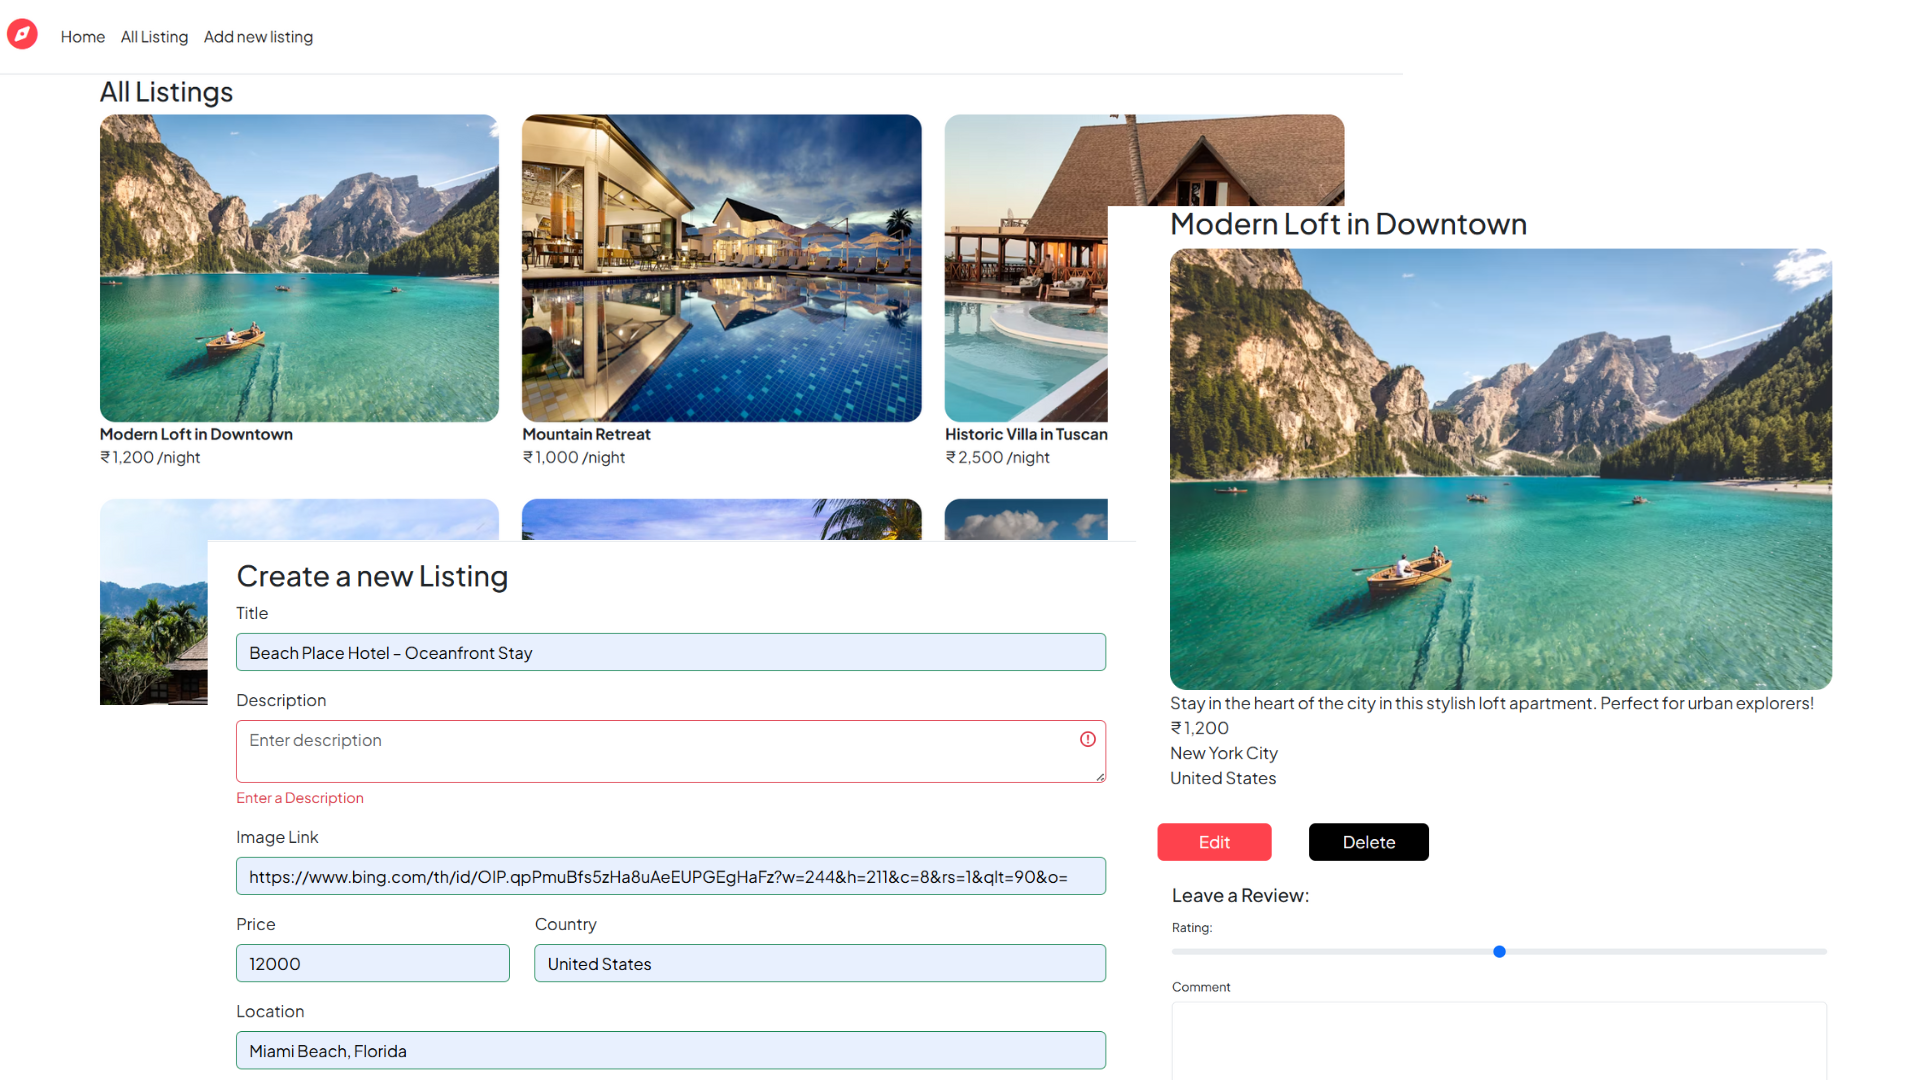 Home All Listing Add new listing
All Listings
Modern Loft in Downtown
₹1,200 /night
Mountain Retreat
₹1,000 /night
Historic Villa in Tuscan
₹2,500 /night
Create a new Listing
Title
Beach Place Hotel – Oceanfront Stay
Description
Enter description
Enter a Description
Image Link
https://www.bing.com/th/id/OIP.qpPmuBfs5zHa8uAeEUPGEgHaFz?w=244&h=211&c=8&rs=1&qlt=90&o=
Price Country
12000 United States
Location
Miami Beach, Florida
Modern Loft in Downtown
Stay in the heart of the city in this stylish loft apartment. Perfect for urban explorers!
₹1,200
New York City
United States
Edit Delete
Leave a Review:
Rating:
Comment